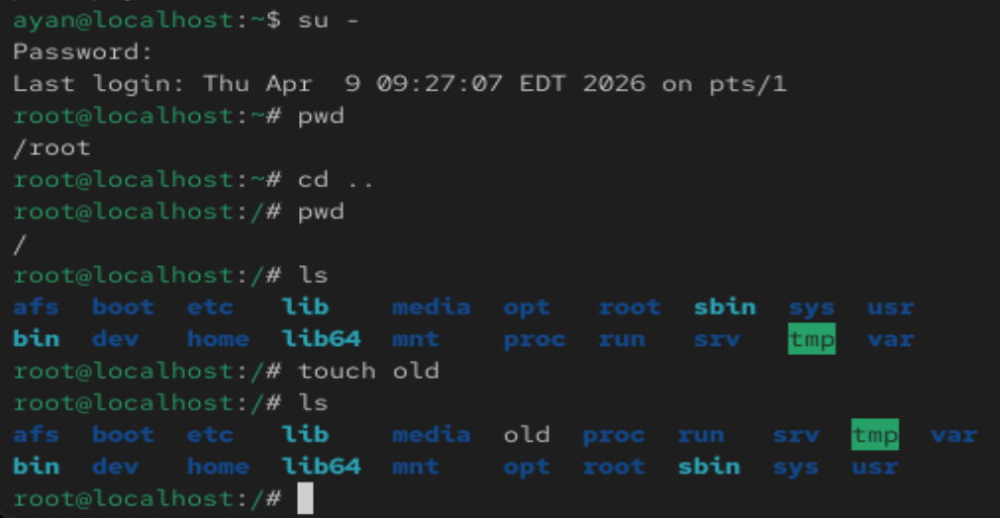 ayan@localhost:~$ su -
Password:
Last login: Thu Apr  9 09:27:07 EDT 2026 on pts/1
root@localhost:~# pwd
/root
root@localhost:~# cd ..
root@localhost:/# pwd
/
root@localhost:/# ls
afs  boot  etc   lib    media  opt   root  sbin  sys  usr
bin  dev   home  lib64  mnt    proc  run   srv   tmp  var
root@localhost:/# touch old
root@localhost:/# ls
afs  boot  etc   lib    media  old  proc  run   srv  tmp  var
bin  dev   home  lib64  mnt    opt  root  sbin  sys  usr
root@localhost:/#